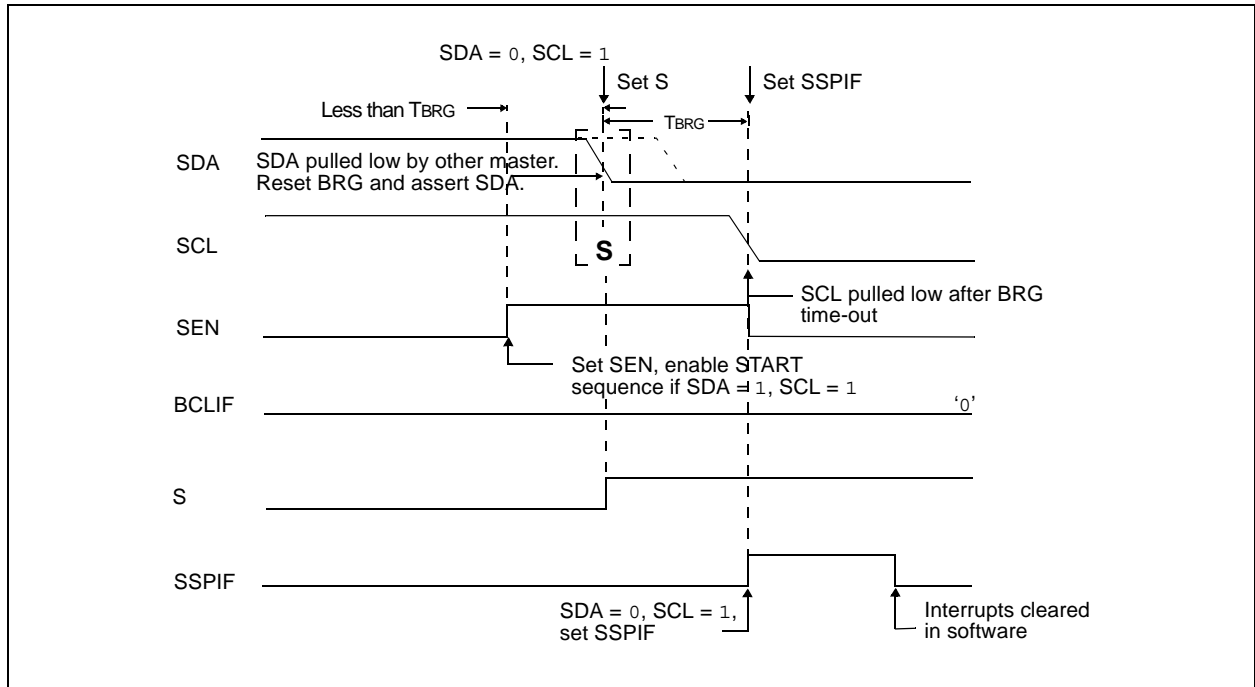 SDA = 0, SCL = 1
Set S
Set SSPIF
Less than TBRG
TBRG
SDA
SDA pulled low by other master.
Reset BRG and assert SDA.
SCL
S
SCL pulled low after BRG
time-out
SEN
Set SEN, enable START
sequence if SDA = 1, SCL = 1
BCLIF
‘0’
S
SSPIF
SDA = 0, SCL = 1,
set SSPIF
Interrupts cleared
in software